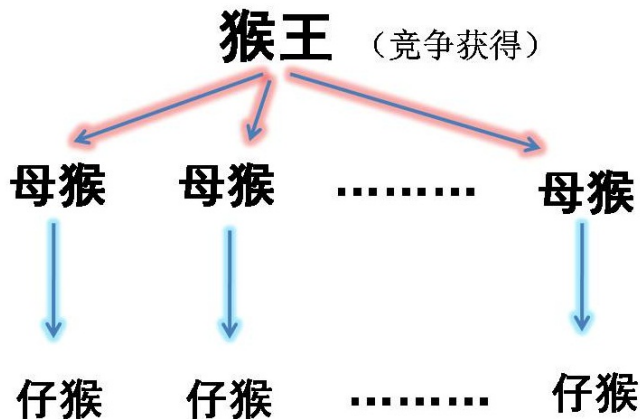 猴王 （竞争获得）
母猴 母猴 ……… 母猴
仔猴 仔猴 ……… 仔猴